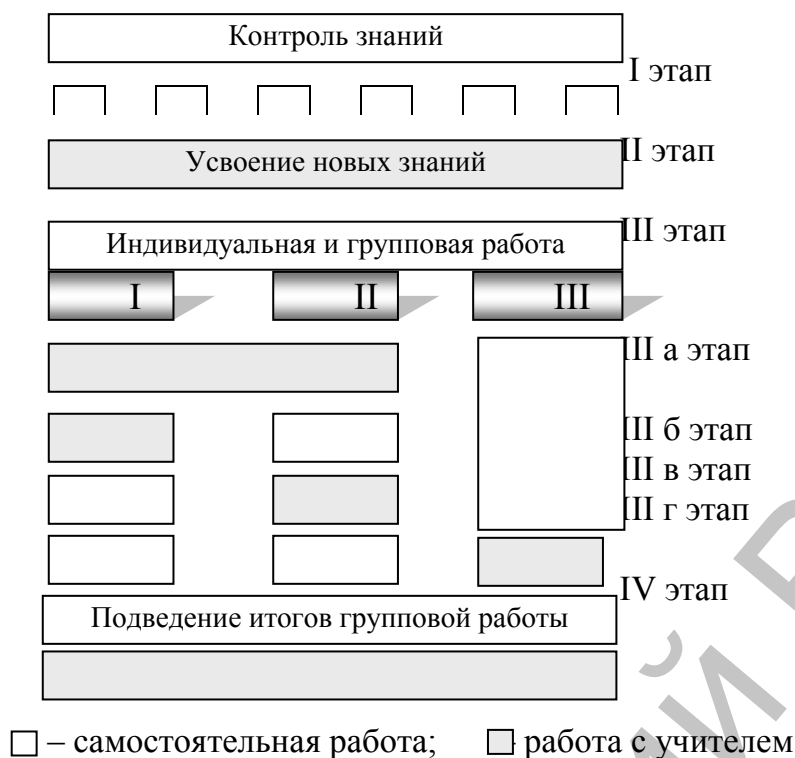 Контроль знаний
I этап
Усвоение новых знаний
II этап
III этап
Индивидуальная и групповая работа
I II III
III а этап
III б этап
III в этап
III г этап
IV этап
Подведение итогов групповой работы
– самостоятельная работа; работа с учителем